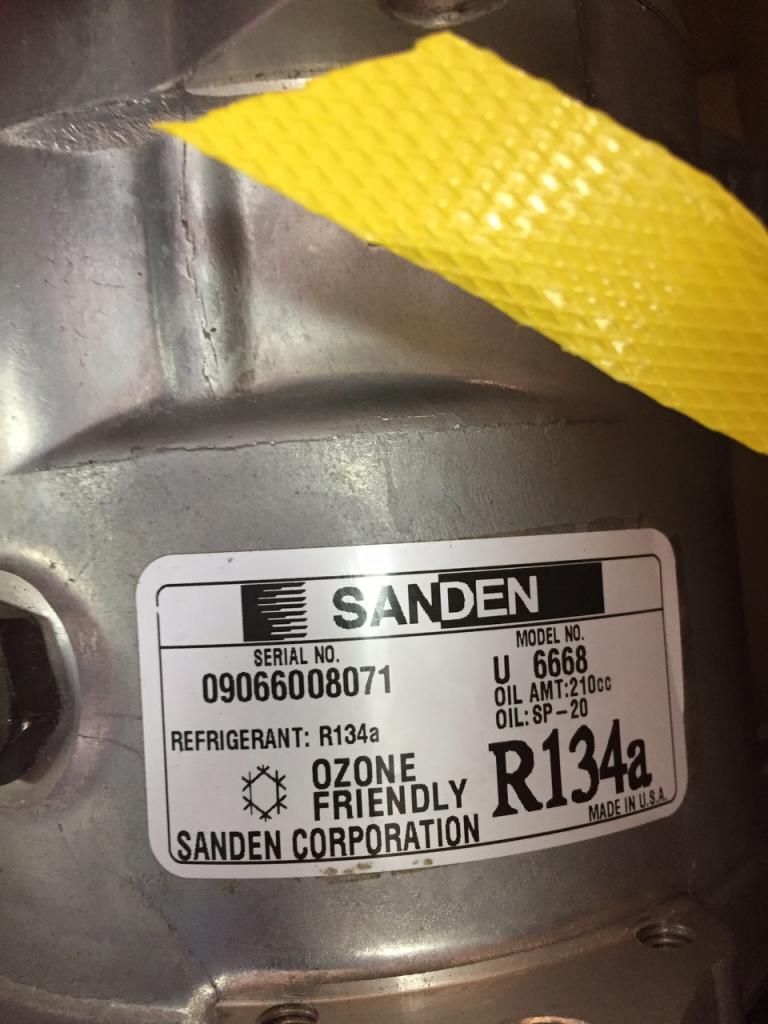 SANDEN
SERIAL NO.
09066008071
MODEL NO.
U 6668
OIL AMT:210cc
OIL: SP-20
REFRIGERANT: R134a
OZONE
FRIENDLY
R134a
MADE IN U.S.A.
SANDEN CORPORATION